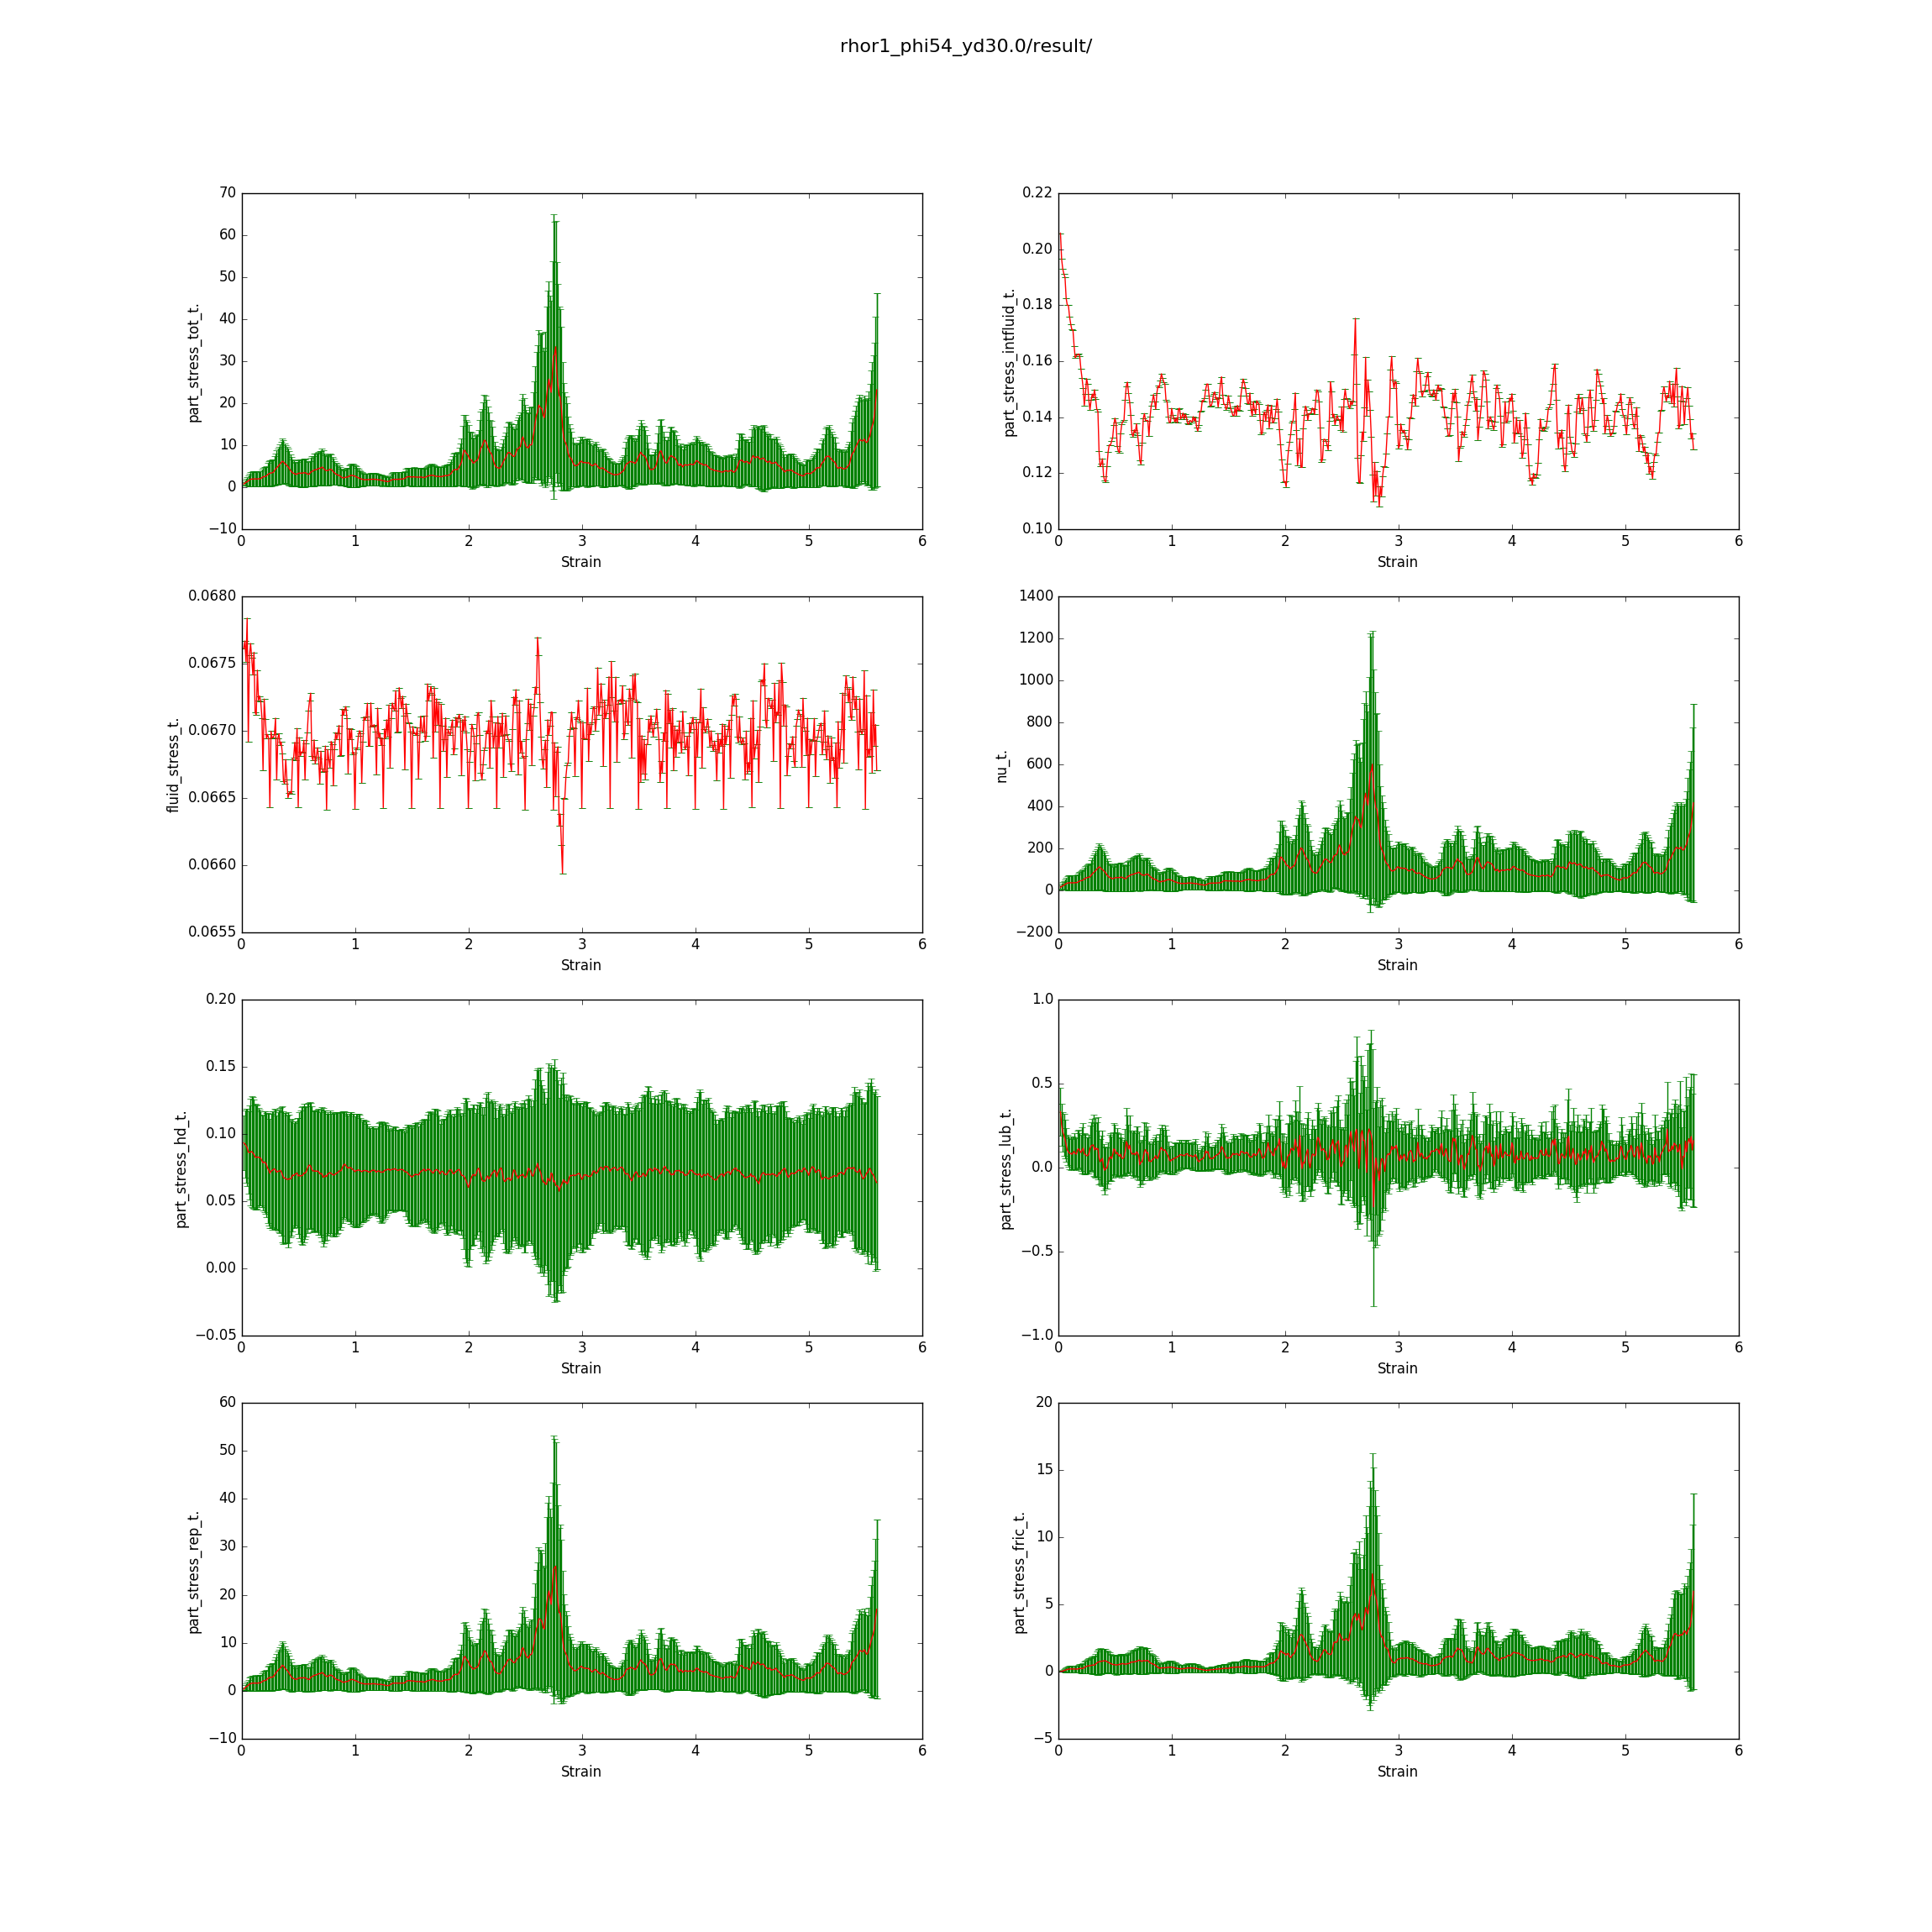 rhor1_phi54_yd30.0/result/
70
60
50
40
30
20
10
0
−10
part_stress_tot_t.
0 1 2 3 4 5 6
Strain
0.22
0.20
0.18
0.16
0.14
0.12
0.10
part_stress_intfluid_t.
0 1 2 3 4 5 6
Strain
0.0680
0.0675
0.0670
0.0665
0.0660
0.0655
fluid_stress_t.
0 1 2 3 4 5 6
Strain
1400
1200
1000
800
600
400
200
0
−200
nu_t.
0 1 2 3 4 5 6
Strain
0.20
0.15
0.10
0.05
0.00
−0.05
part_stress_hd_t.
0 1 2 3 4 5 6
Strain
1.0
0.5
0.0
−0.5
−1.0
part_stress_lub_t.
0 1 2 3 4 5 6
Strain
60
50
40
30
20
10
0
−10
part_stress_rep_t.
0 1 2 3 4 5 6
Strain
20
15
10
5
0
−5
part_stress_fric_t.
0 1 2 3 4 5 6
Strain